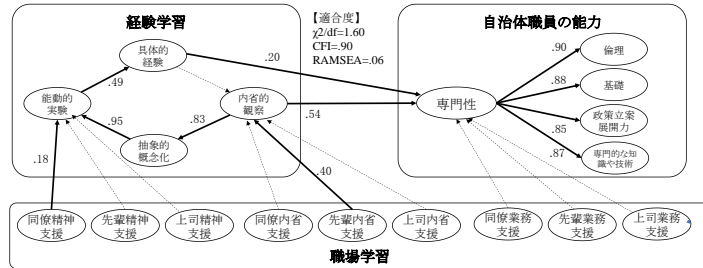 経験学習
【適合度】
χ2/df=1.60
CFI=.90
RAMSEA=.06
自治体職員の能力
具体的
経験
.20
.90
倫理
.49
.88
基礎
能動的
実験
内省的
観察
専門性
.95
.83
.54
政策立案
展開力
抽象的
概念化
.85
.87
専門的な知
識や技術
.18
.40
同僚精神
支援
先輩精神
支援
上司精神
支援
同僚内省
支援
先輩内省
支援
上司内省
支援
同僚業務
支援
先輩業務
支援
上司業務
支援
職場学習